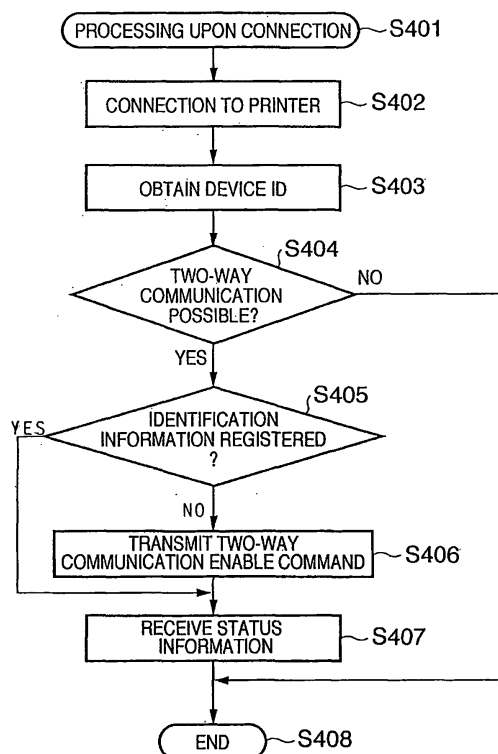 PROCESSING UPON CONNECTION
S401
CONNECTION TO PRINTER
S402
OBTAIN DEVICE ID
S403
S404
TWO-WAY
COMMUNICATION
POSSIBLE?
NO
YES
S405
IDENTIFICATION
INFORMATION REGISTERED
?
YES
NO
TRANSMIT TWO-WAY
COMMUNICATION ENABLE COMMAND
S406
RECEIVE STATUS
INFORMATION
S407
END
S408